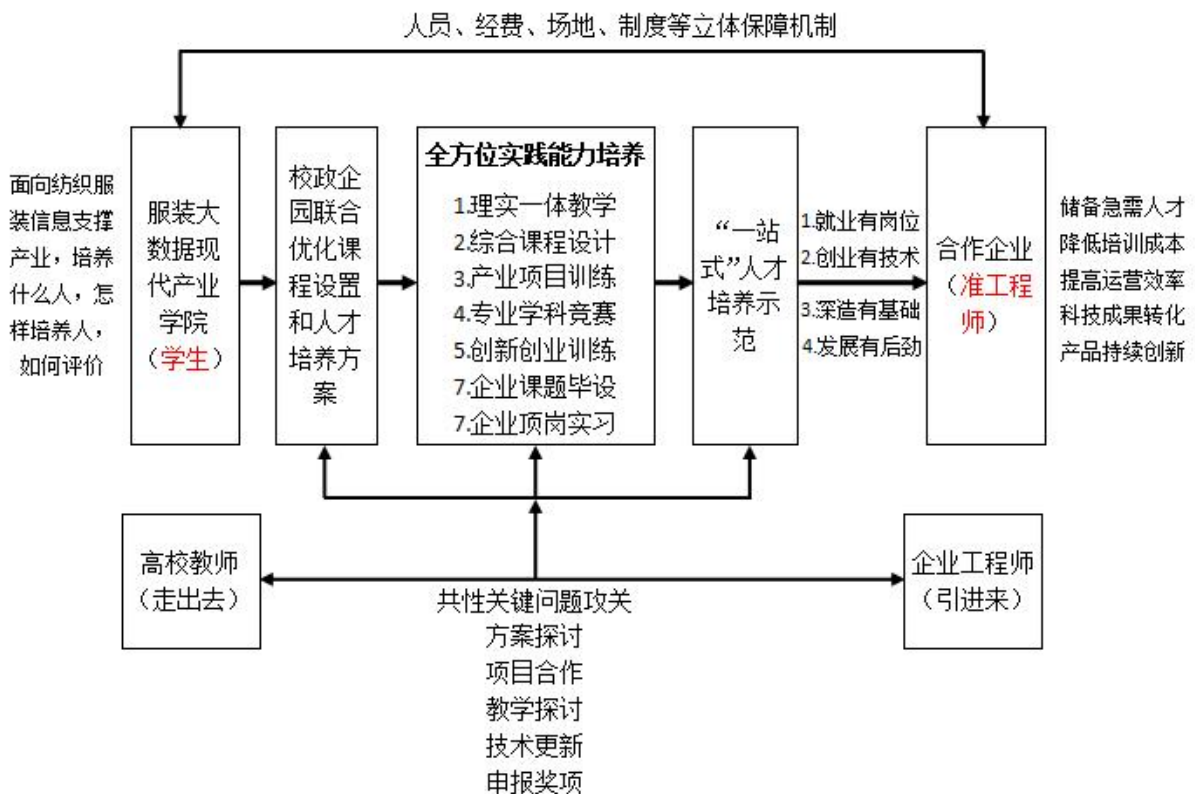 人员、经费、场地、制度等立体保障机制
面向纺织服
装信息支撑
产业，培养
什么人，怎
样培养人，
如何评价
服装大
数据现
代产业
学院
（学生）
校政企
园联合
优化课
程设置
和人才
培养方
案
全方位实践能力培养
1.理实一体教学
2.综合课程设计
3.产业项目训练
4.专业学科竞赛
5.创新创业训练
7.企业课题毕设
7.企业顶岗实习
“一站
式”人才
培养示
范
1.就业有岗位
2.创业有技术
3.深造有基础
4.发展有后劲
合作企业
（准工程
师）
储备急需人才
降低培训成本
提高运营效率
科技成果转化
产品持续创新
高校教师
（走出去）
企业工程师
（引进来）
共性关键问题攻关
方案探讨
项目合作
教学探讨
技术更新
申报奖项